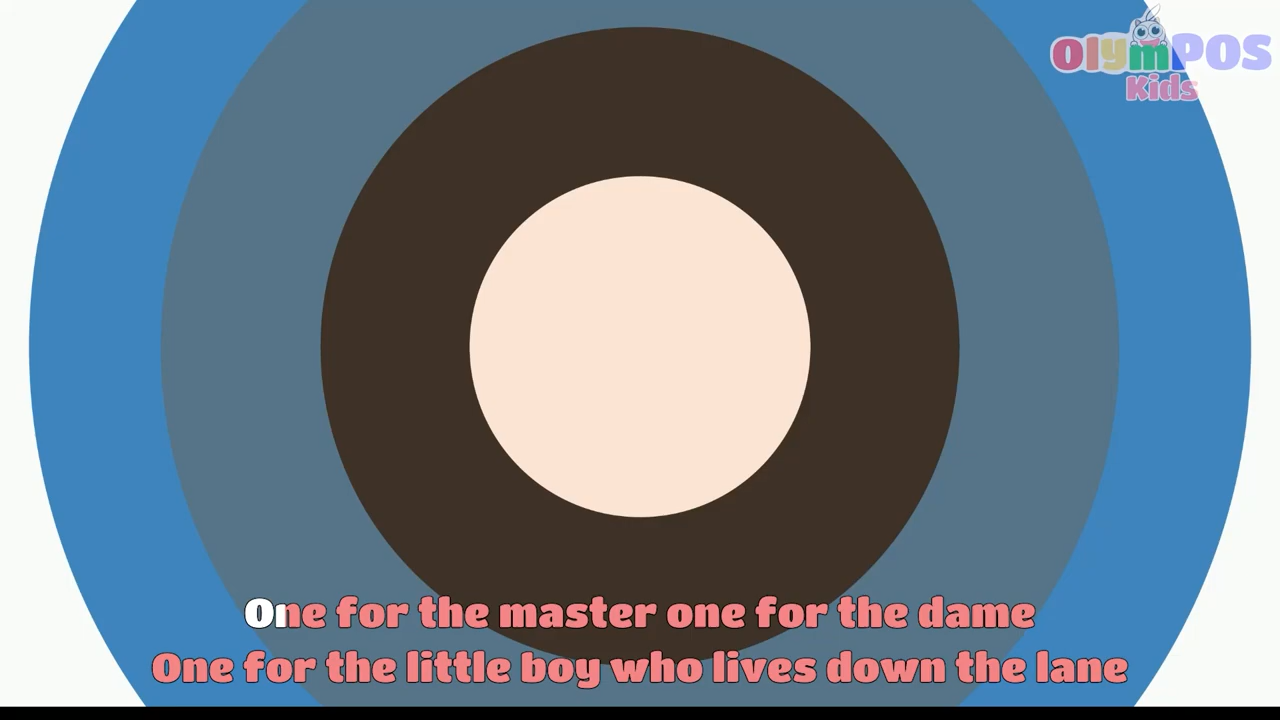 OlymPOS
Kids
One for the master one for the dame
One for the little boy who lives down the lane